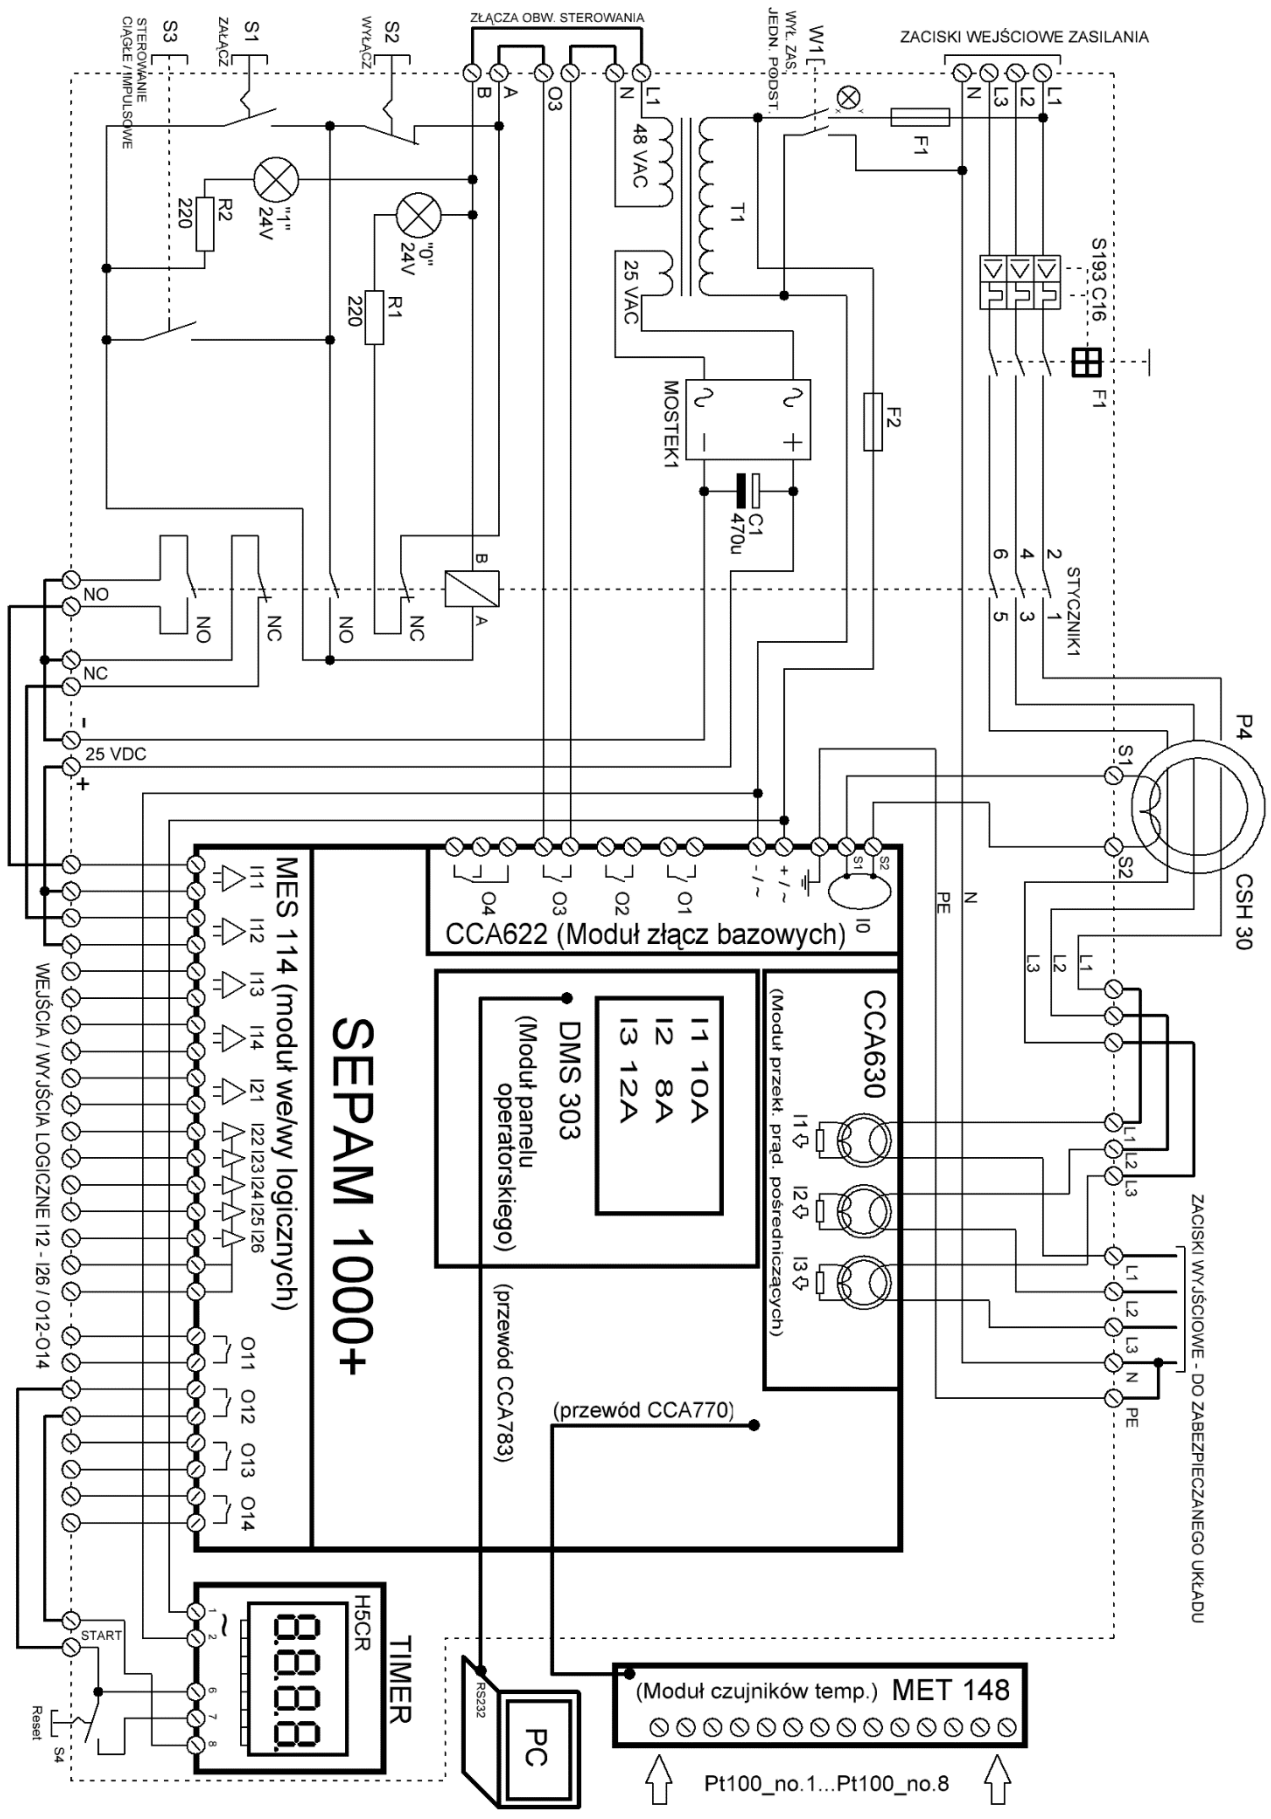 ZŁĄCZA OBW. STEROWANIA
ZACISKI WEJŚCIOWE ZASILANIA
S3
STEROWANIE
CIĄGŁE / IMPULSOWE
S1
ZAŁĄCZ
S2
WYŁĄCZ
B
A
O3
N
L1
W1
WYŁ. ZAS.
JEDN. PODST.
N
L3
L2
L1
X
Y
F1
48 VAC
T1
25 VAC
R2
220
"1"
24V
"0"
24V
R1
220
S193 C16
F1
F2
MOSTEK1
+
-
C1
470u
2
4
6
1
3
5
STYCZNIK1
B
A
NO
NC
NO
NC
NO
NC
-
25 VDC
+
P4
S1
S2
CSH 30
N
PE
L1
L2
L3
S1
S2
I0
+ / ~
- / ~
O1
O2
O3
O4
CCA622 (Moduł złącz bazowych)
MES 114 (moduł we/wy logicznych)
I11
I12
I13
I14
I21
I22
I23
I24
I25
I26
O11
O12
O13
O14
WEJŚCIA / WYJŚCIA LOGICZNE I12 - I26 / O12-O14
SEPAM 1000+
DMS 303
(Moduł panelu
operatorskiego)
I1 10A
I2 8A
I3 12A
CCA630
(Moduł przekł. prąd. pośredniczących)
I1
I2
I3
L1
L2
L3
L1
L2
L3
N
PE
ZACISKI WYJŚCIOWE - DO ZABEZPIECZANEGO UKŁADU
(przewód CCA783)
(przewód CCA770)
TIMER
H5CR
8.8.8.8.
~
1
2
6
7
8
START
Reset
S4
RS232
PC
(Moduł czujników temp.) MET 148
Pt100_no.1...Pt100_no.8